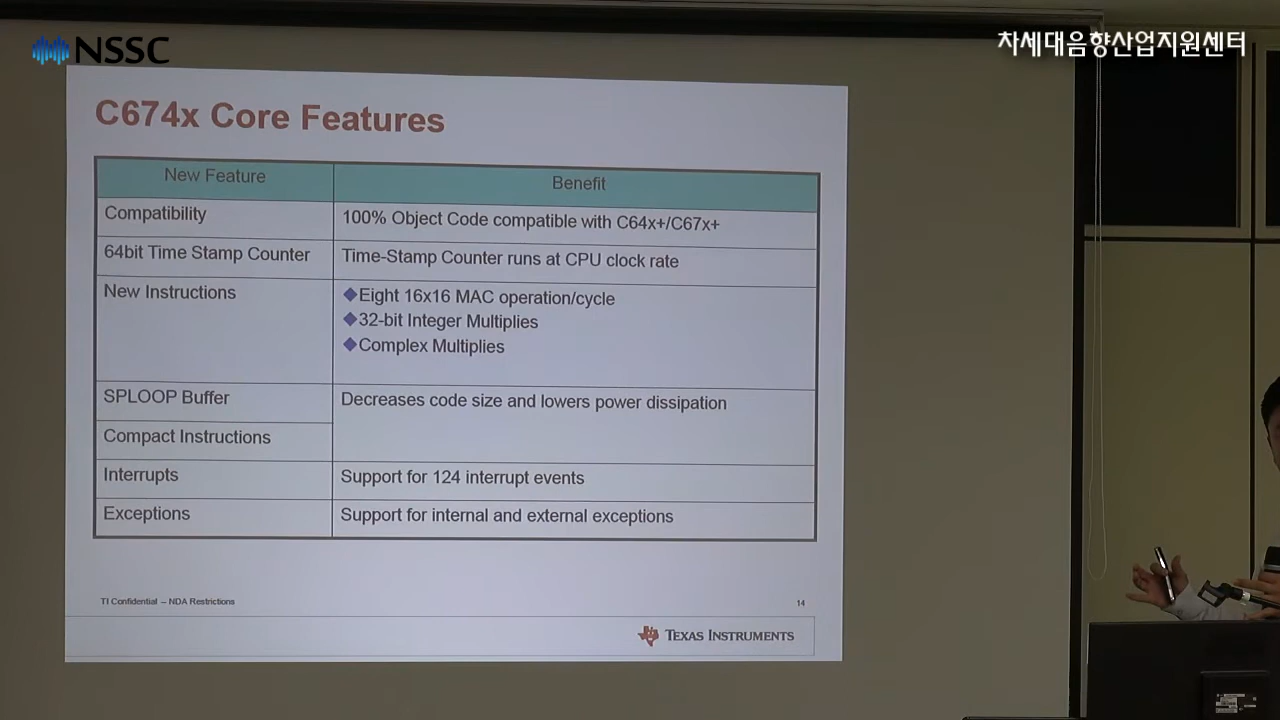 NSSC
차세대음향산업지원센터
C674x Core Features
New Feature
Benefit
Compatibility
100% Object Code compatible with C64x+/C67x+
64bit Time Stamp Counter
Time-Stamp Counter runs at CPU clock rate
New Instructions
◆Eight 16x16 MAC operation/cycle
◆32-bit Integer Multiplies
◆Complex Multiplies
SPLOOP Buffer
Decreases code size and lowers power dissipation
Compact Instructions
Interrupts
Support for 124 interrupt events
Exceptions
Support for internal and external exceptions
TI Confidential – NDA Restrictions
14
TEXAS INSTRUMENTS